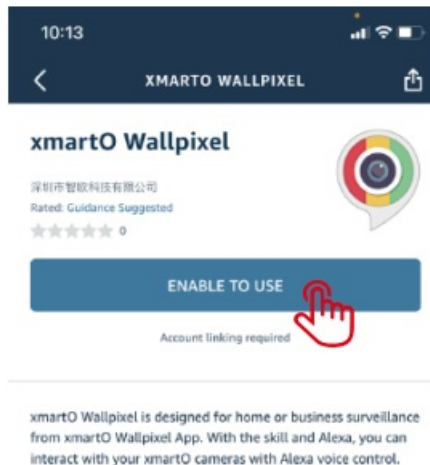 10:13
XMARTO WALLPIXEL
xmartO Wallpixel
深圳市智欧科技有限公司
Rated: Guidance Suggested
0
ENABLE TO USE
Account linking required
xmartO Wallpixel is designed for home or business surveillance
from xmartO Wallpixel App. With the skill and Alexa, you can
interact with your xmartO cameras with Alexa voice control.